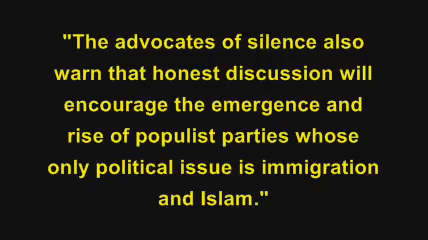 "The advocates of silence also
warn that honest discussion will
encourage the emergence and
rise of populist parties whose
only political issue is immigration
and Islam."